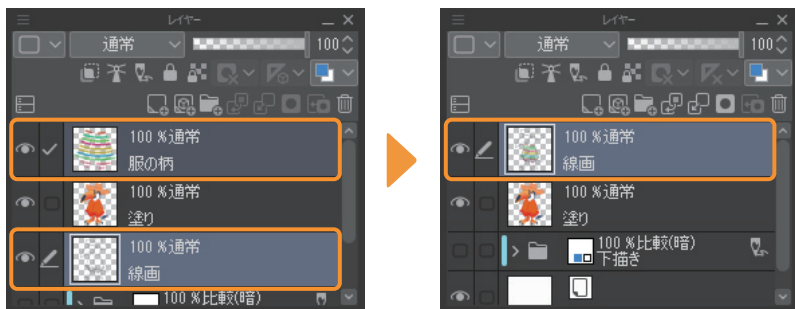 レイヤー
通常 100
100 %通常
服の柄
100 %通常
塗り
100 %通常
線画
100 %比較(暗)
レイヤー
通常 100
100 %通常
線画
100 %通常
塗り
100 %比較(暗)
下描き